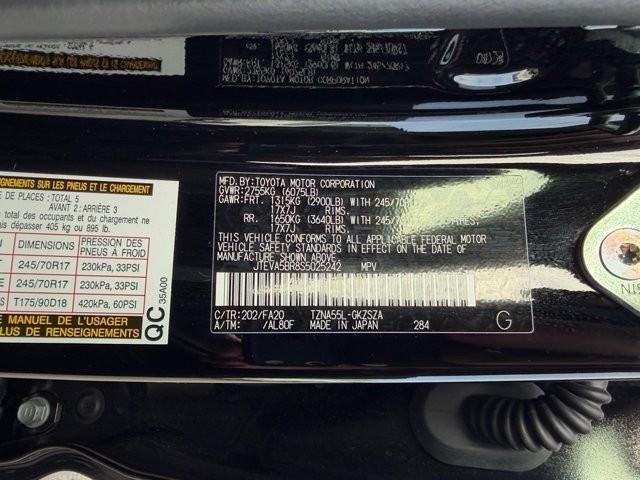 SUR LES PNEUS ET LE CHARGEMENT
DE PLACES: TOTAL 5
AVANT 2: ARRIÈRE 3
total des occupants et du chargement ne
mais dépasser 405 kg ou 895 lb.
DIMENSIONS
PRESSION DES
PNEUS À FROID
245/70R17 230kPa, 33PSI
245/70R17 230kPa, 33PSI
T175/90D18 420kPa, 60PSI
LE MANUEL DE L'USAGER
PLUS DE RENSEIGNEMENTS
QC
35A00
MFD.BY:TOYOTA MOTOR CORPORATION
GVWR:2755KG (6075LB)
GAWR:FRT. 1315KG (2900LB) WITH 245/70
17X7J RIMS.
RR. 1650KG (3640LB) WITH 245/7
17X7J RIMS.
THIS VEHICLE CONFORMS TO ALL APPLICABLE FEDERAL MOTOR
VEHICLE SAFETY STANDARDS IN EFFECT ON THE DATE OF
MANUFACTURE SHOWN ABOVE.
JTEVA5BR8S5025242 MPV
C/TR:202/FA20 TZNA55L-GKZSZA
A/TM: /AL80F MADE IN JAPAN 284
G